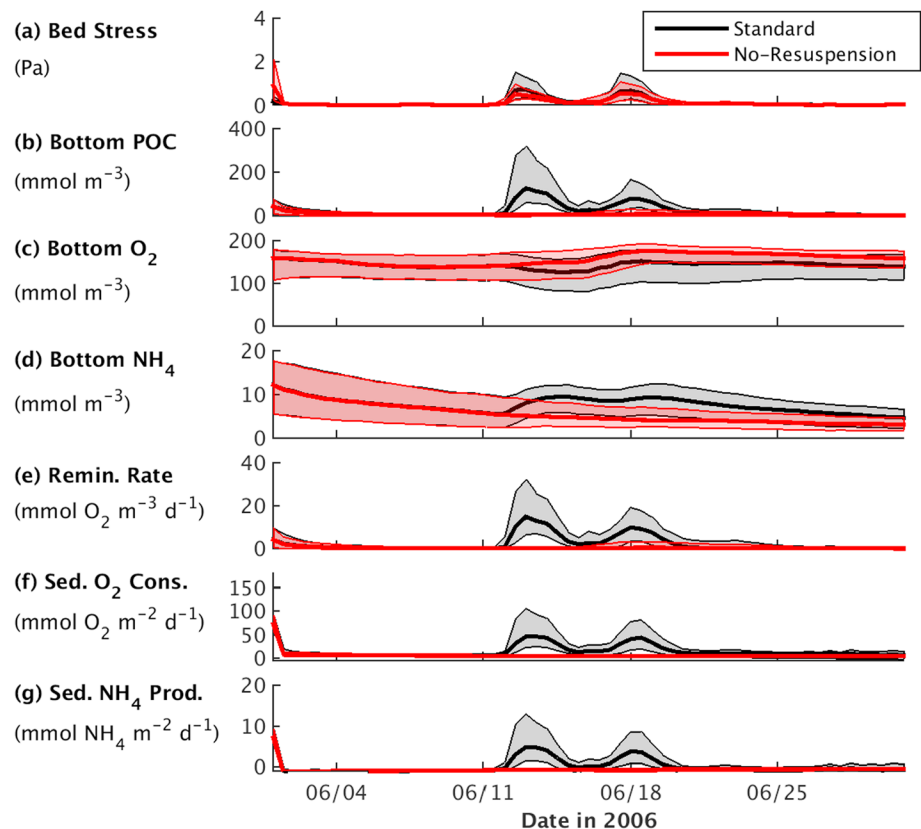 Standard
No-Resuspension
(a) Bed Stress
(Pa)
4
2
0
(b) Bottom POC
(mmol m⁻³)
400
200
0
(c) Bottom O₂
(mmol m⁻³)
200
100
0
(d) Bottom NH₄
(mmol m⁻³)
20
10
0
(e) Remin. Rate
(mmol O₂ m⁻³ d⁻¹)
40
20
0
(f) Sed. O₂ Cons.
(mmol O₂ m⁻² d⁻¹)
150
100
50
0
(g) Sed. NH₄ Prod.
(mmol NH₄ m⁻² d⁻¹)
20
10
0
06/04 06/11 06/18 06/25
Date in 2006